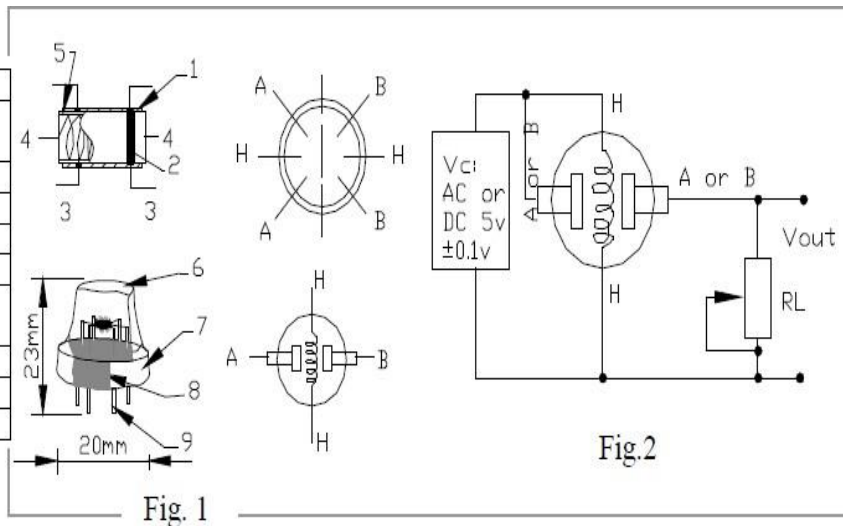 5
1
4
4
2
3
3
A
B
H
H
A
B
6
7
8
9
23mm
20mm
H
A
B
H
Fig. 1
H
Vc:
AC or
DC 5v
±0.1v
A or B
A or B
Vout
RL
H
Fig.2